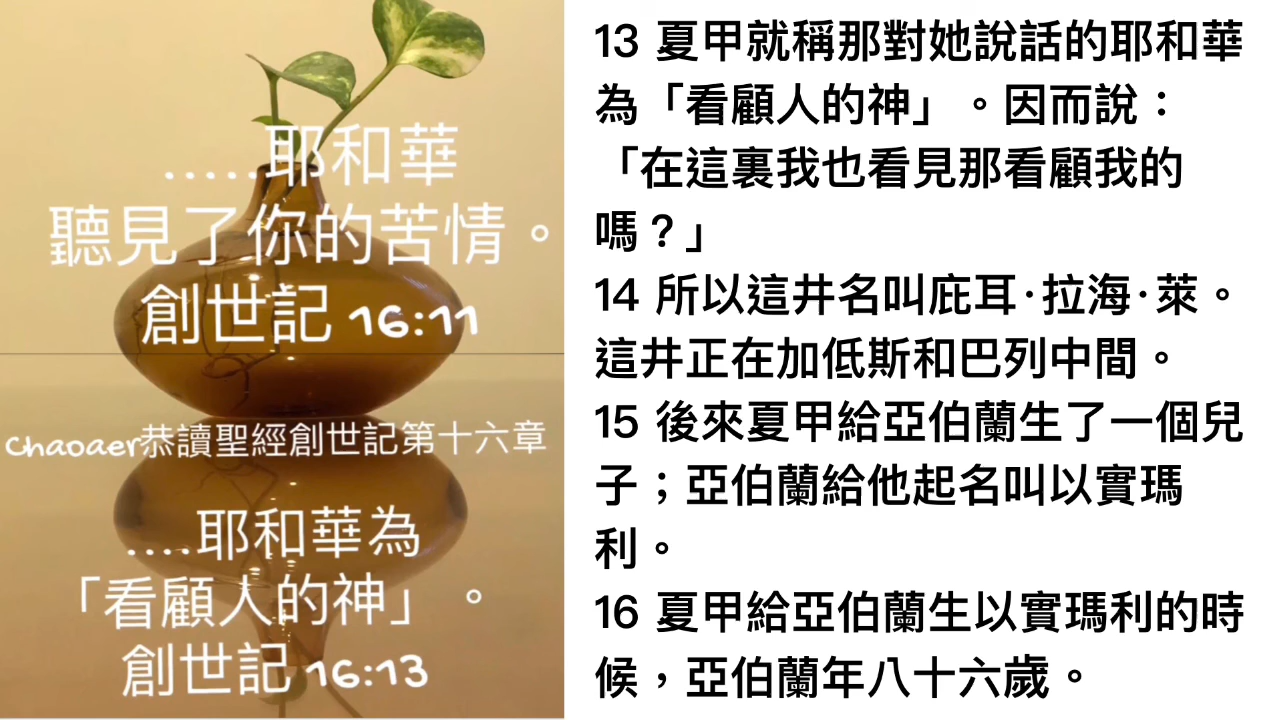 .....耶和華
聽見了你的苦情。
創世記 16:11
Chaoaer恭讀聖經創世記第十六章
....耶和華為
「看顧人的神」。
創世記 16:13
13 夏甲就稱那對她說話的耶和華
為「看顧人的神」。因而說：
「在這裏我也看見那看顧我的
嗎？」
14 所以這井名叫庇耳·拉海·萊。
這井正在加低斯和巴列中間。
15 後來夏甲給亞伯蘭生了一個兒
子；亞伯蘭給他起名叫以實瑪
利。
16 夏甲給亞伯蘭生以實瑪利的時
候，亞伯蘭年八十六歲。